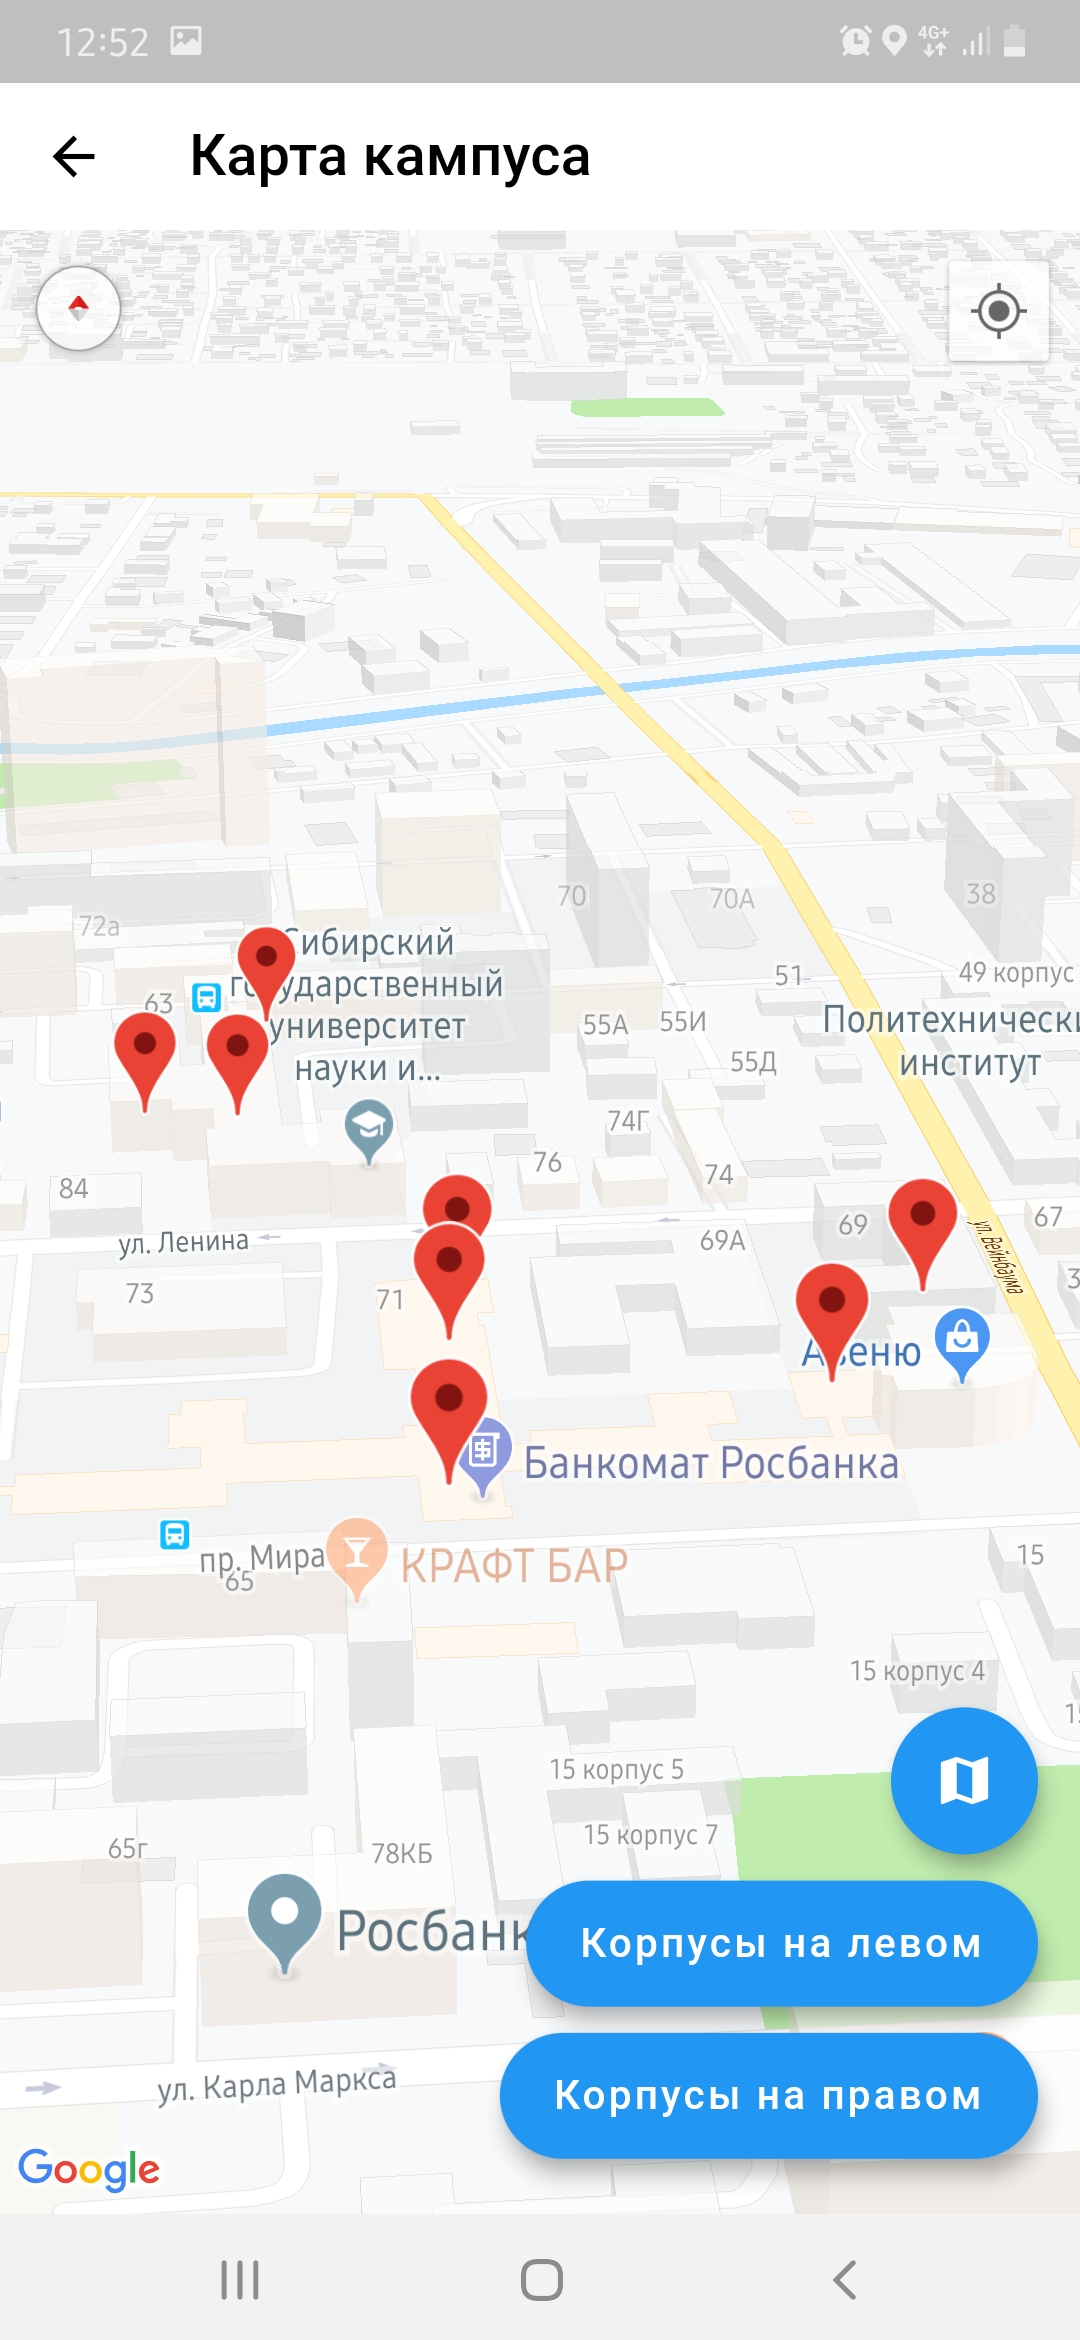 12:52
4G+
Карта кампуса
70
70А
38
72а
Сибирский
государственный
университет
науки и...
63
51
49 корпус
55А
55И
Политехнически
институт
55Д
74Г
76
74
84
69
67
69А
ул. Ленина
ул. Вейнбаума
73
71
Авеню
Банкомат Росбанка
пр. Мира
65
КРАФТ БАР
15
15 корпус 4
15 корпус 5
15 корпус 7
65г
78КБ
Росбанк
Корпусы на левом
ул. Карла Маркса
Корпусы на правом
Google